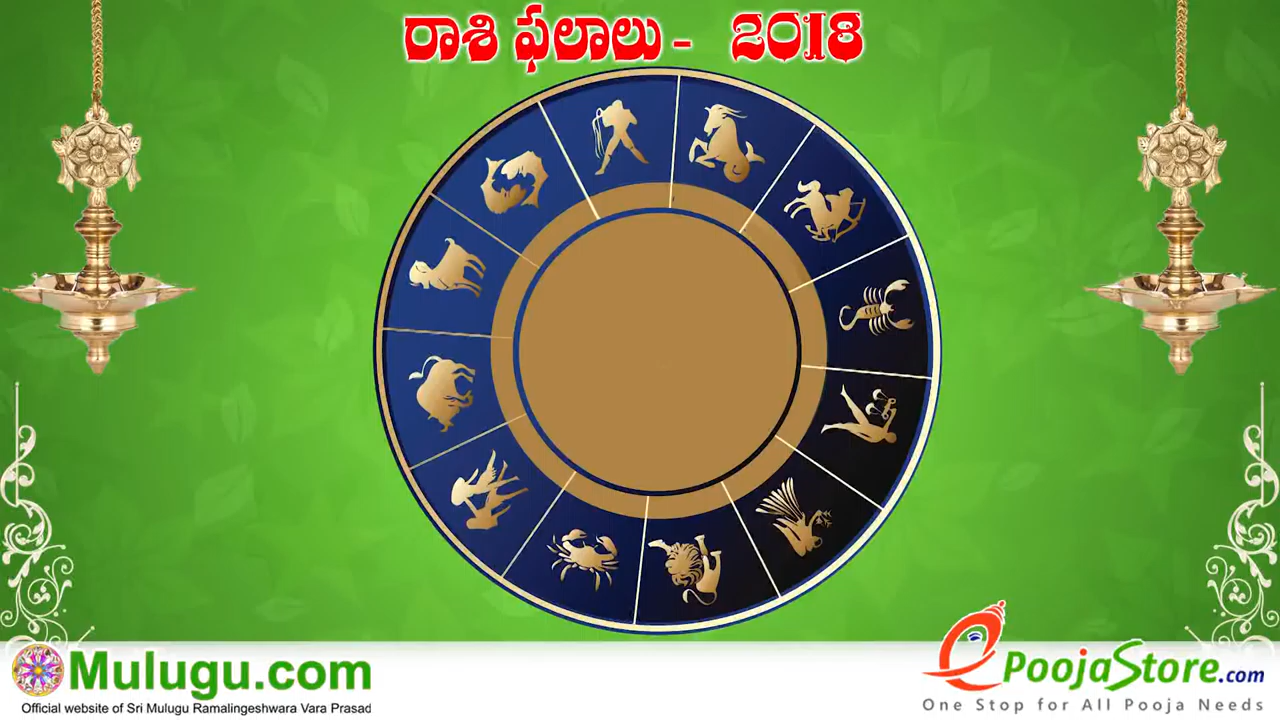 రాశి ఫలాలు - 2018
Mulugu.com
Official website of Sri Mulugu Ramalingeshwara Vara Prasad
ePoojaStore.com
One Stop for All Pooja Needs